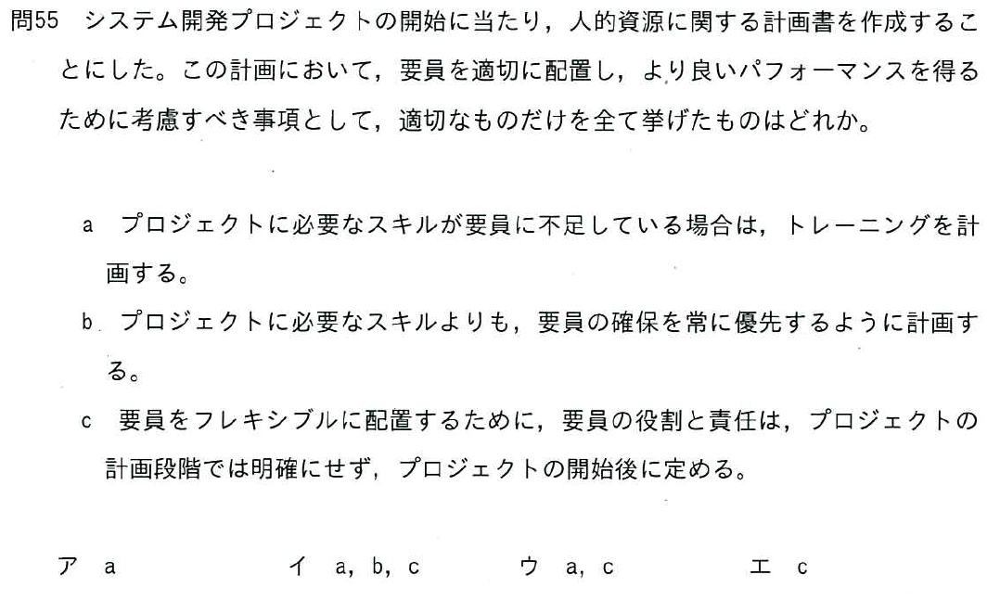 問55 システム開発プロジェクトの開始に当たり，人的資源に関する計画書を作成するこ
とにした。この計画において，要員を適切に配置し，より良いパフォーマンスを得る
ために考慮すべき事項として，適切なものだけを全て挙げたものはどれか。
a プロジェクトに必要なスキルが要員に不足している場合は，トレーニングを計
画する。
b プロジェクトに必要なスキルよりも，要員の確保を常に優先するように計画す
る。
c 要員をフレキシブルに配置するために，要員の役割と責任は，プロジェクトの
計画段階では明確にせず，プロジェクトの開始後に定める。
ア a イ a，b，c ウ a，c エ c